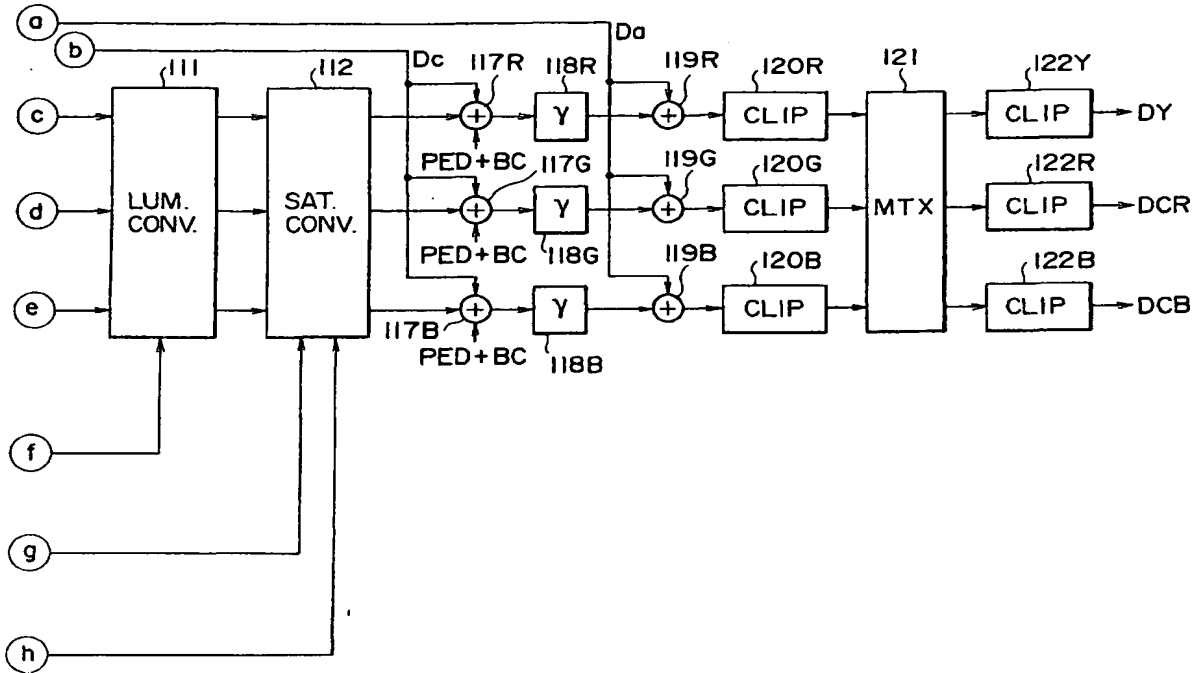 a
b
Dc
Da
111
112
117R
118R
119R
120R
121
122Y
c
γ
CLIP
CLIP
DY
PED+BC
117G
119G
120G
122R
d
LUM.
CONV.
SAT.
CONV.
γ
CLIP
MTX
CLIP
DCR
PED+BC
118G
119B
120B
122B
e
γ
CLIP
CLIP
DCB
117B
PED+BC
118B
f
g
h